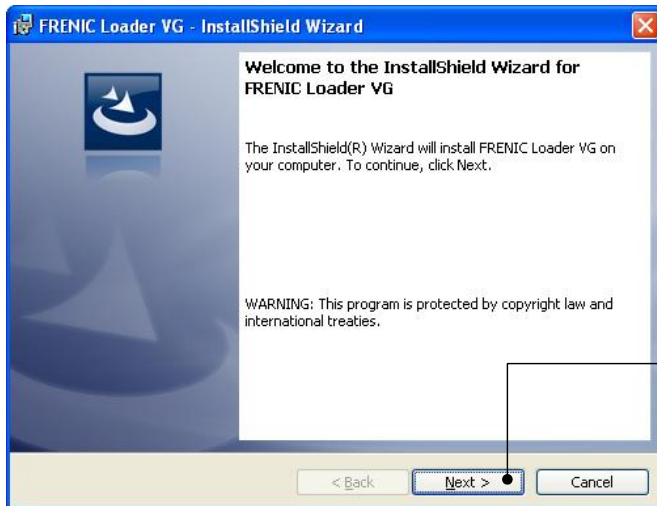 FRENIC Loader VG - InstallShield Wizard
Welcome to the InstallShield Wizard for
FRENIC Loader VG
The InstallShield(R) Wizard will install FRENIC Loader VG on
your computer. To continue, click Next.
WARNING: This program is protected by copyright law and
international treaties.
< Back
Next >
Cancel